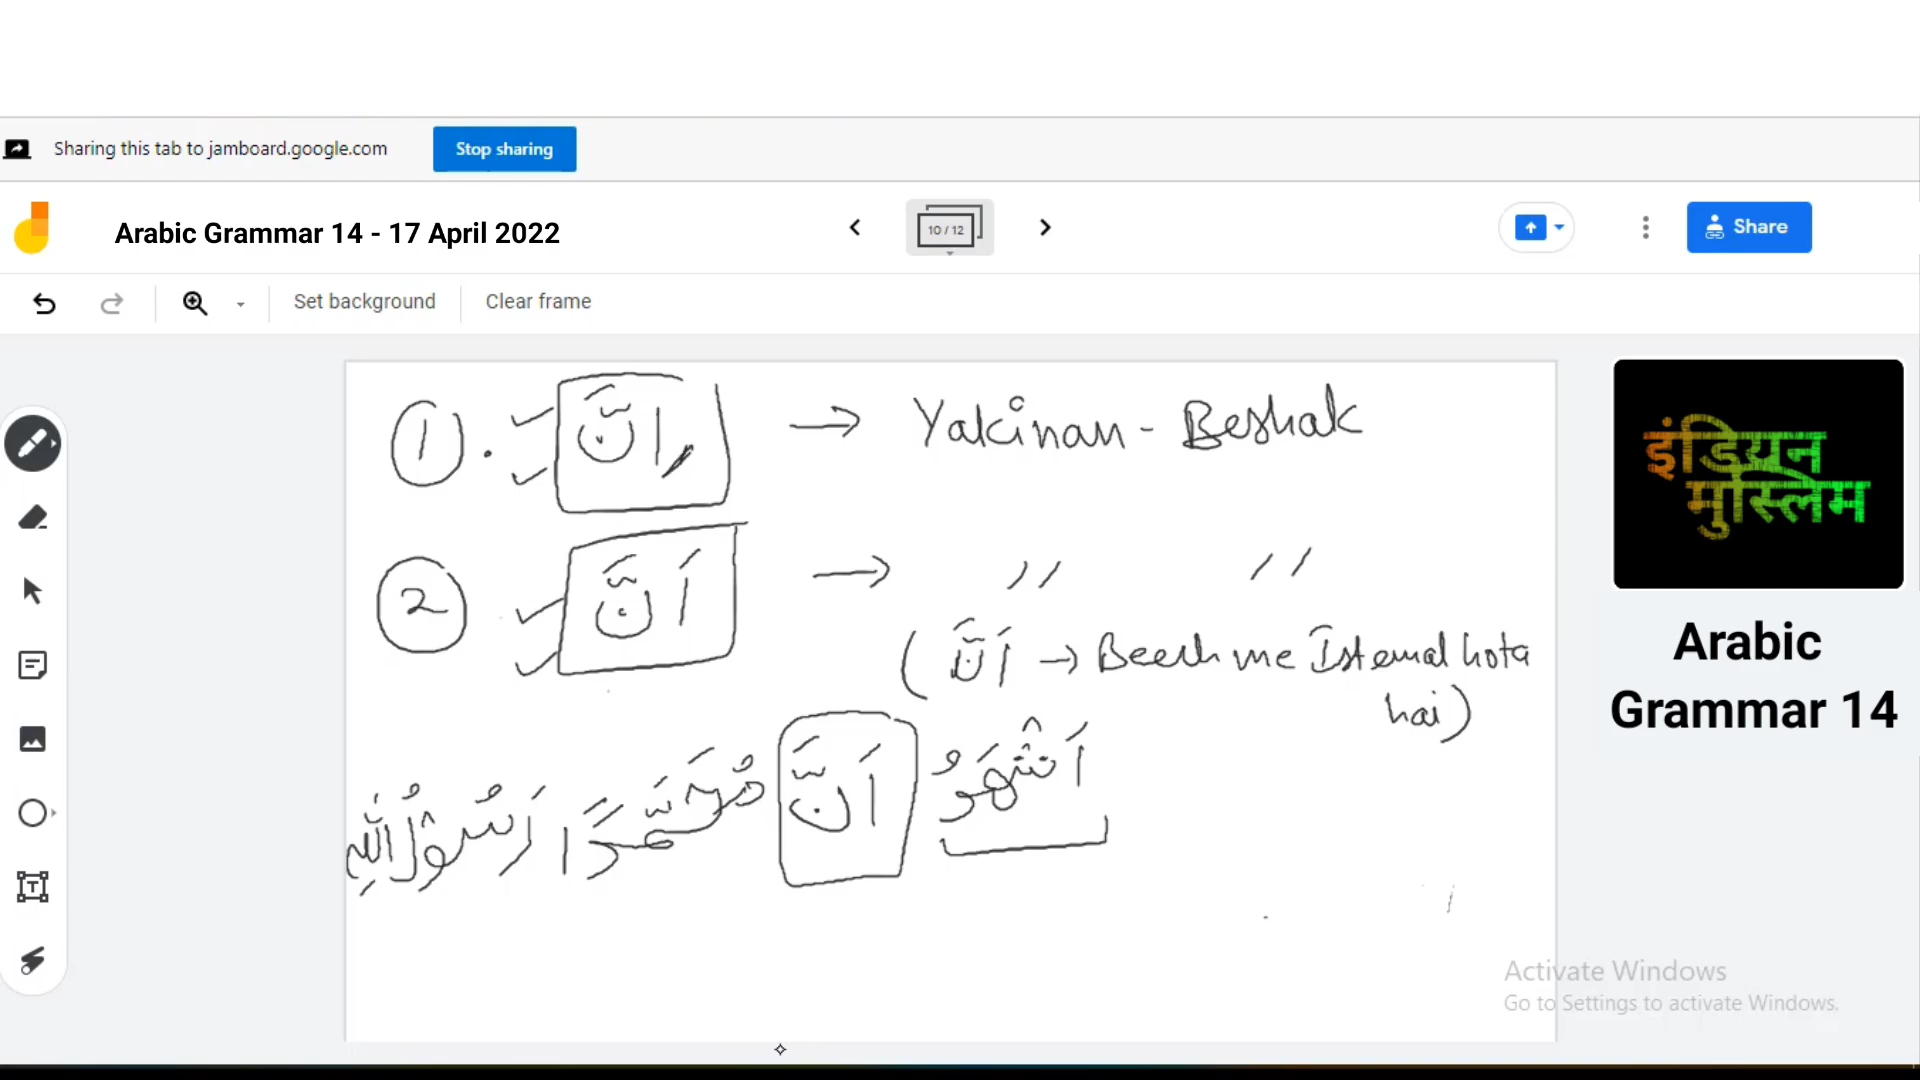 Sharing this tab to jamboard.google.com
Stop sharing
Arabic Grammar 14 - 17 April 2022
10 / 12
Share
Set background
Clear frame
1. اِنَّ → Yakinan - Beshak
2 اَنَّ → " "
(اَنَّ → Beech me Istemal hota
hai)
اَشْهَدُ اَنَّ مُحَمَّدًا رَسُوْلُ اللّٰهِ
इंडियन
मुस्लिम
Arabic
Grammar 14
Activate Windows
Go to Settings to activate Windows.